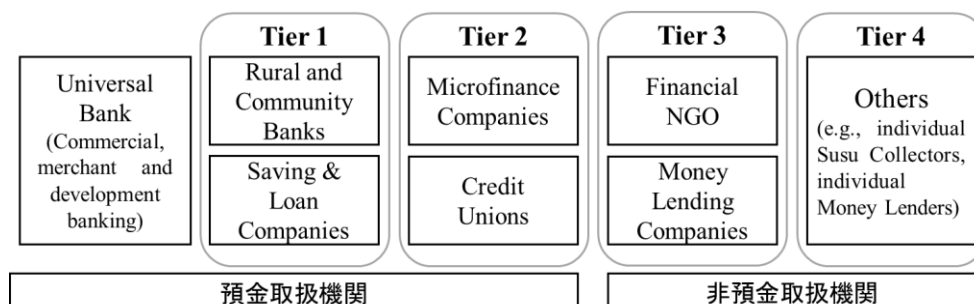 Universal
Bank
(Commercial,
merchant and
development
banking)
Tier 1
Rural and
Community
Banks
Saving &
Loan
Companies
Tier 2
Microfinance
Companies
Credit
Unions
Tier 3
Financial
NGO
Money
Lending
Companies
Tier 4
Others
(e.g., individual
Susu Collectors,
individual
Money Lenders)
預金取扱機関
非預金取扱機関